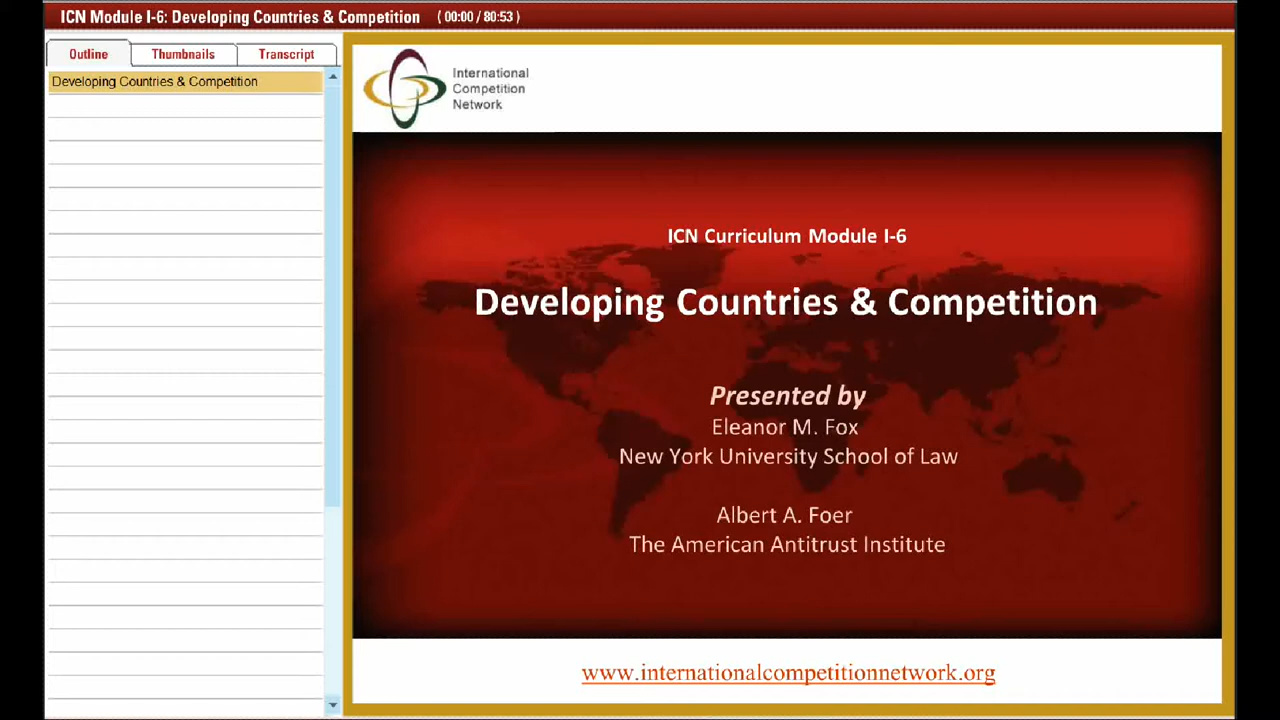 ICN Module I-6: Developing Countries & Competition ( 00:00 / 80:53 )
Outline Thumbnails Transcript
Developing Countries & Competition
International
Competition
Network
ICN Curriculum Module I-6
Developing Countries & Competition
Presented by
Eleanor M. Fox
New York University School of Law
Albert A. Foer
The American Antitrust Institute
www.internationalcompetitionnetwork.org